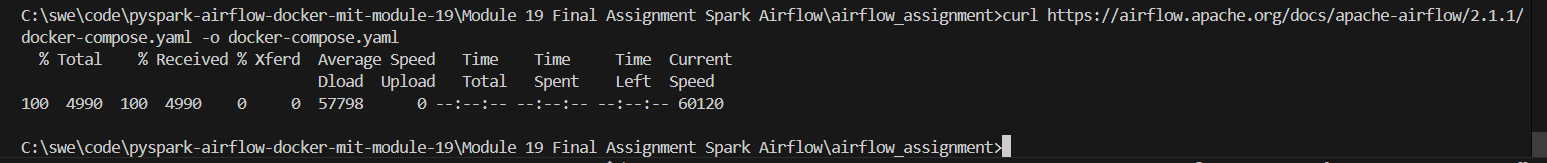 C:\swe\code\pyspark-airflow-docker-mit-module-19\Module 19 Final Assignment Spark Airflow\airflow_assignment>curl https://airflow.apache.org/docs/apache-airflow/2.1.1/
docker-compose.yaml -o docker-compose.yaml
  % Total    % Received % Xferd  Average Speed   Time    Time     Time  Current
                                 Dload  Upload   Total   Spent    Left  Speed
100  4990  100  4990    0     0  57798      0 --:--:-- --:--:-- --:--:-- 60120
C:\swe\code\pyspark-airflow-docker-mit-module-19\Module 19 Final Assignment Spark Airflow\airflow_assignment>